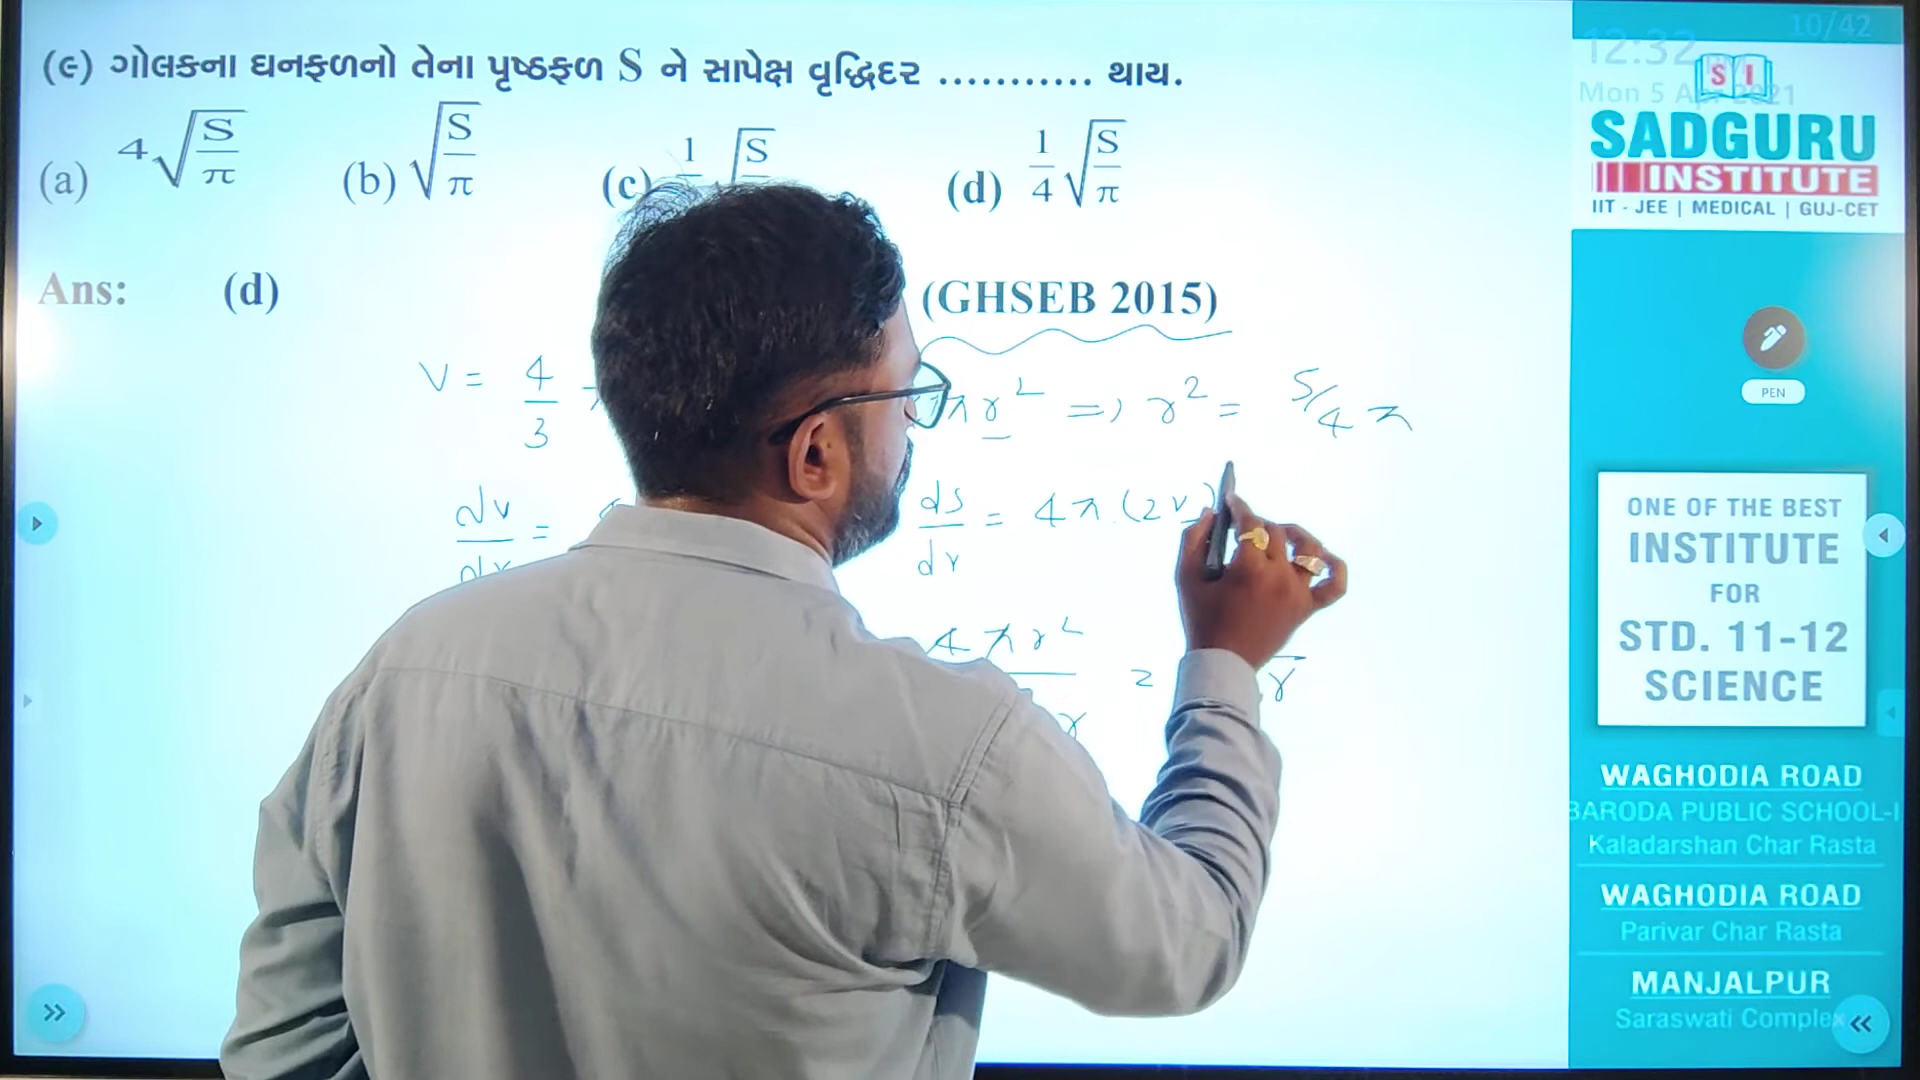 (૯) ગોલકના ઘનફળનો તેના પૃષ્ઠફળ S ને સાપેક્ષ વૃદ્ધિદર ........... થાય.
(a) 4√S/π (b) √S/π (c) 1 √S (d) 1/4 √S/π
Ans: (d) (GHSEB 2015)
V = 4/3 πr² => r² = S/4π
dv = ds/dr = 4π(2r)
4πr² = r
12:32
10/42
Mon 5 Apr 2021
S I
SADGURU
INSTITUTE
IIT - JEE | MEDICAL | GUJ-CET
PEN
ONE OF THE BEST
INSTITUTE
FOR
STD. 11-12
SCIENCE
WAGHODIA ROAD
BARODA PUBLIC SCHOOL-I
Kaladarshan Char Rasta
WAGHODIA ROAD
Parivar Char Rasta
MANJALPUR
Saraswati Complex